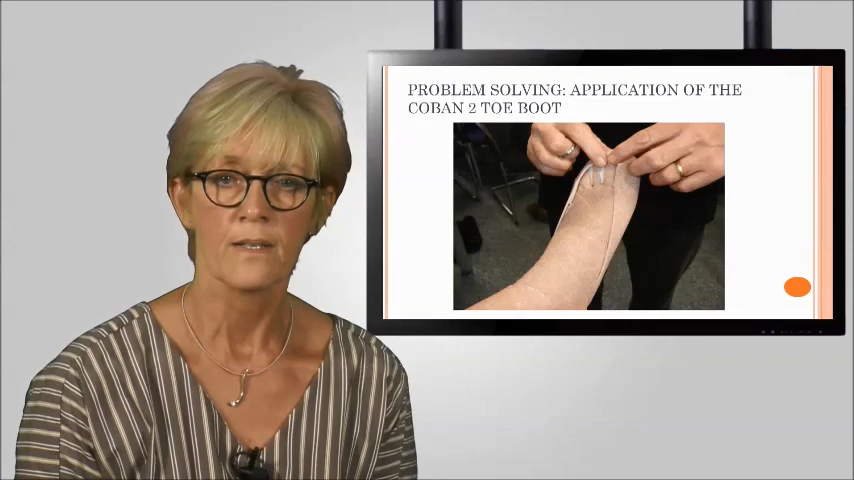 PROBLEM SOLVING: APPLICATION OF THE
COBAN 2 TOE BOOT